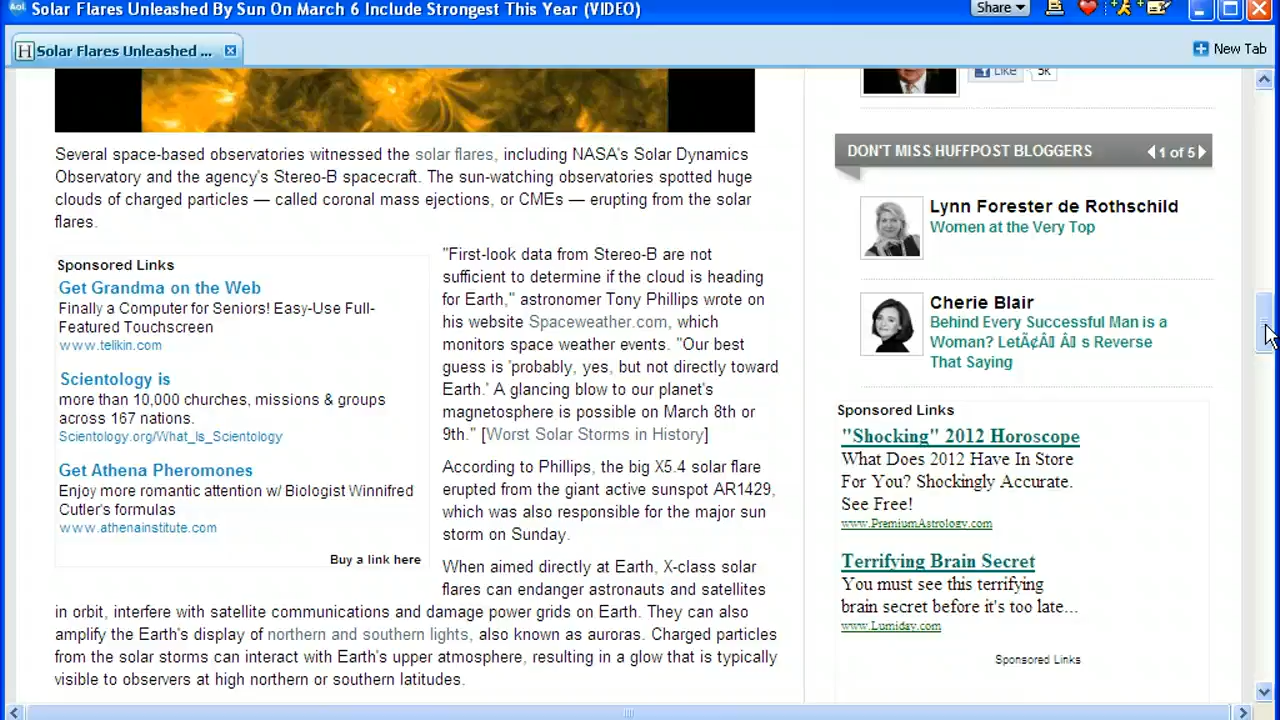 Solar Flares Unleashed By Sun On March 6 Include Strongest This Year (VIDEO)
Share
Solar Flares Unleashed ...
New Tab
Like
5k
Several space-based observatories witnessed the solar flares, including NASA's Solar Dynamics
Observatory and the agency's Stereo-B spacecraft. The sun-watching observatories spotted huge
clouds of charged particles — called coronal mass ejections, or CMEs — erupting from the solar
flares.
Sponsored Links
Get Grandma on the Web
Finally a Computer for Seniors! Easy-Use Full-
Featured Touchscreen
www.telikin.com
Scientology is
more than 10,000 churches, missions & groups
across 167 nations.
Scientology.org/What_Is_Scientology
Get Athena Pheromones
Enjoy more romantic attention w/ Biologist Winnifred
Cutler's formulas
www.athenainstitute.com
Buy a link here
"First-look data from Stereo-B are not
sufficient to determine if the cloud is heading
for Earth," astronomer Tony Phillips wrote on
his website Spaceweather.com, which
monitors space weather events. "Our best
guess is 'probably, yes, but not directly toward
Earth.' A glancing blow to our planet's
magnetosphere is possible on March 8th or
9th." [Worst Solar Storms in History]
According to Phillips, the big X5.4 solar flare
erupted from the giant active sunspot AR1429,
which was also responsible for the major sun
storm on Sunday.
When aimed directly at Earth, X-class solar
flares can endanger astronauts and satellites
in orbit, interfere with satellite communications and damage power grids on Earth. They can also
amplify the Earth's display of northern and southern lights, also known as auroras. Charged particles
from the solar storms can interact with Earth's upper atmosphere, resulting in a glow that is typically
visible to observers at high northern or southern latitudes.
DON'T MISS HUFFPOST BLOGGERS
1 of 5
Lynn Forester de Rothschild
Women at the Very Top
Cherie Blair
Behind Every Successful Man is a
Woman? LetÃ¢Â Â s Reverse
That Saying
Sponsored Links
"Shocking" 2012 Horoscope
What Does 2012 Have In Store
For You? Shockingly Accurate.
See Free!
www.PremiumAstrology.com
Terrifying Brain Secret
You must see this terrifying
brain secret before it's too late...
www.Lumiday.com
Sponsored Links